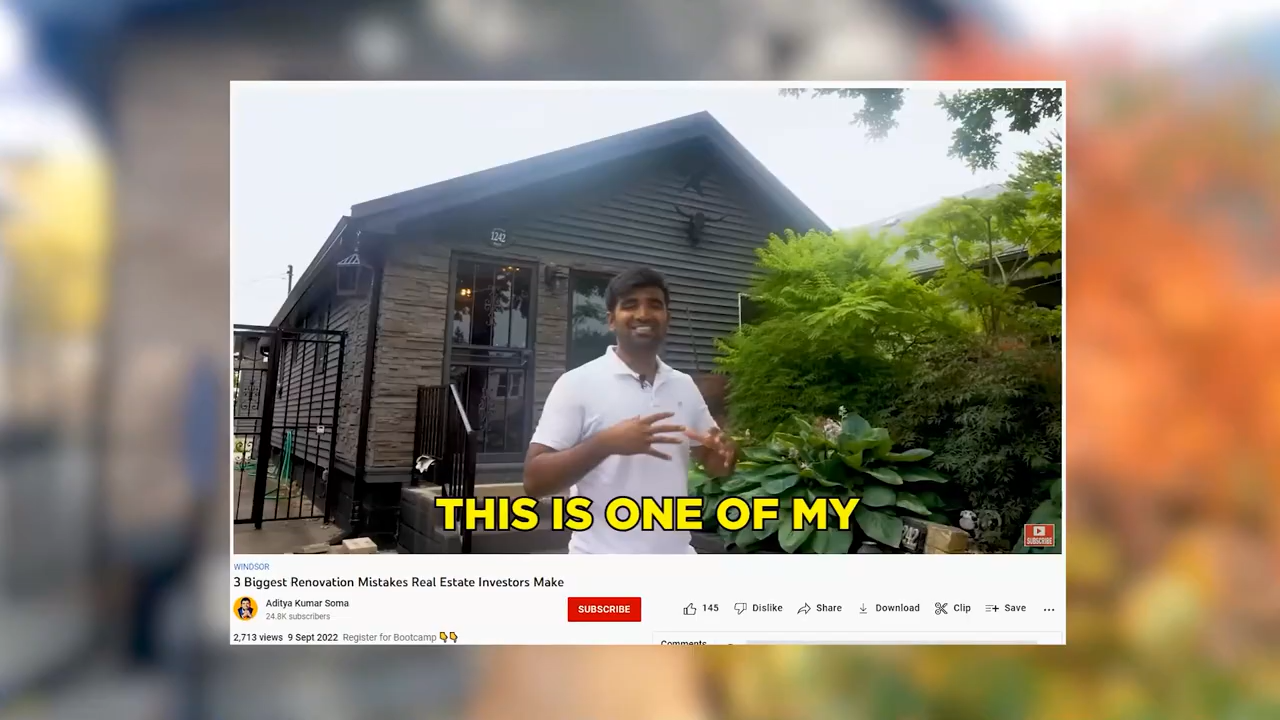 1242
THIS IS ONE OF MY
SUBSCRIBE
WINDSOR
3 Biggest Renovation Mistakes Real Estate Investors Make
Aditya Kumar Soma
24.8K subscribers
SUBSCRIBE
145
Dislike
Share
Download
Clip
Save
2,713 views 9 Sept 2022 Register for Bootcamp
Comments